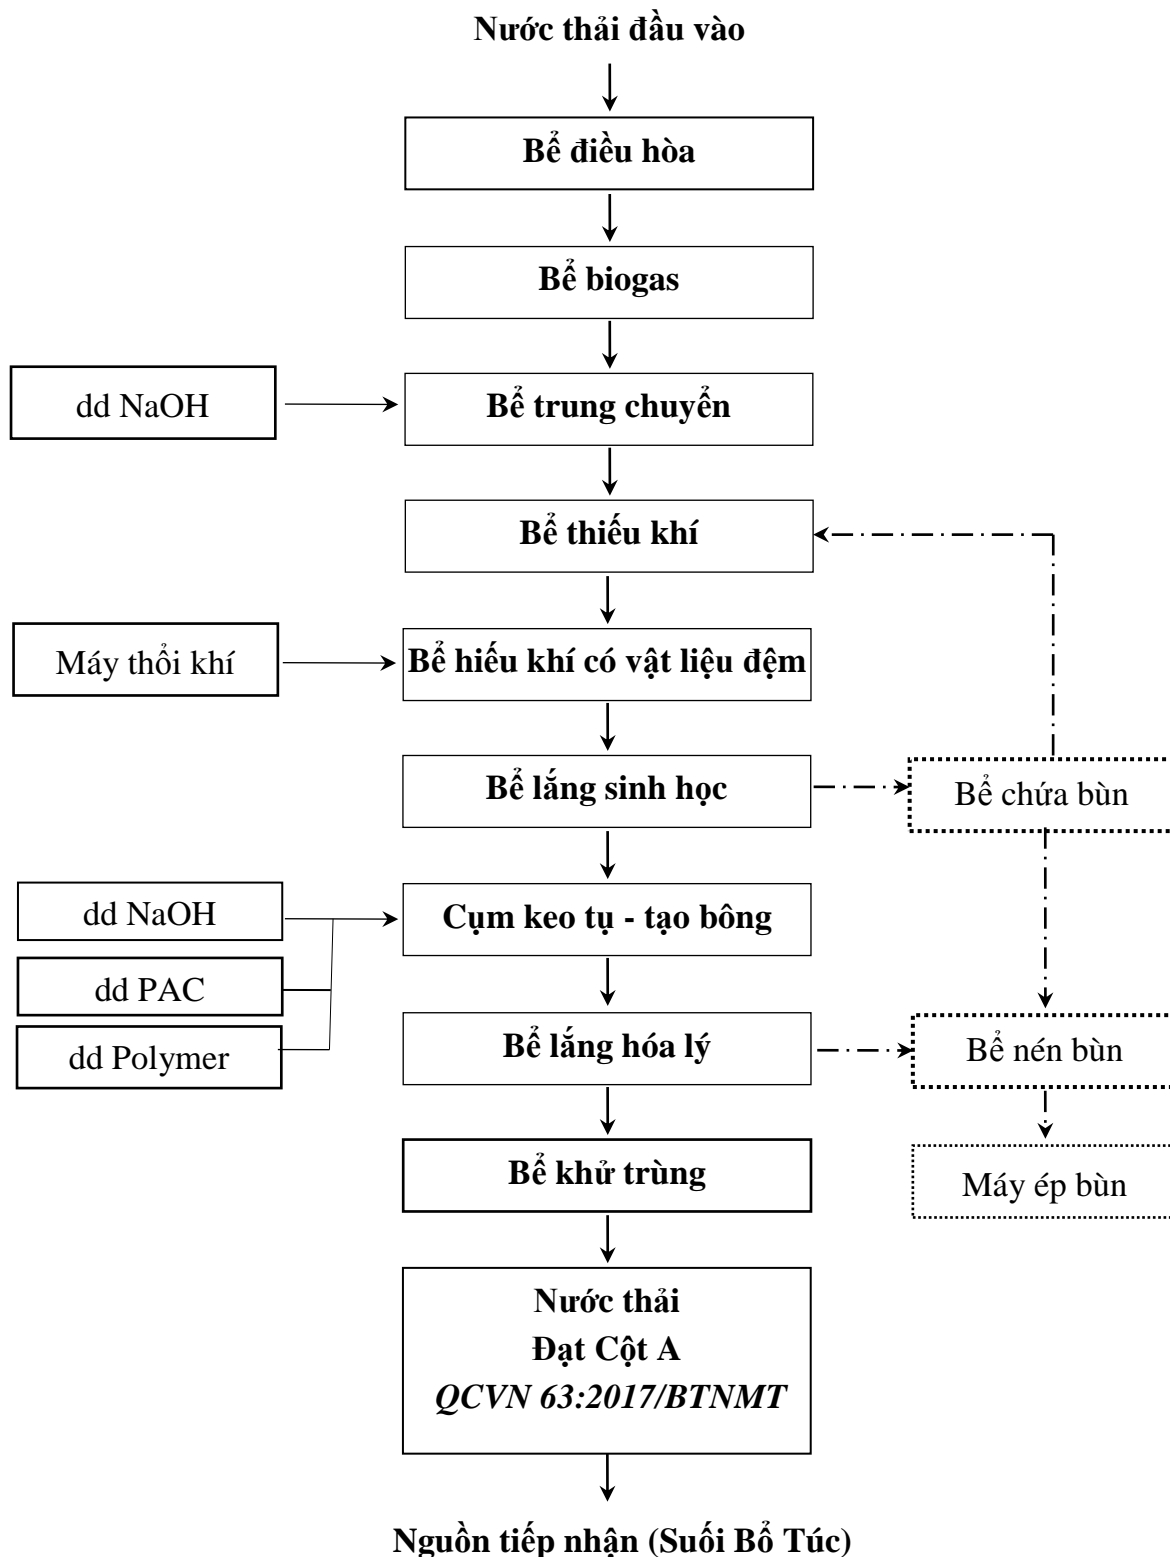 Nước thải đầu vào
Bể điều hòa
Bể biogas
dd NaOH
Bể trung chuyển
Bể thiếu khí
Máy thổi khí
Bể hiếu khí có vật liệu đệm
Bể lắng sinh học
Bể chứa bùn
dd NaOH
Cụm keo tụ - tạo bông
dd PAC
dd Polymer
Bể lắng hóa lý
Bể nén bùn
Bể khử trùng
Máy ép bùn
Nước thải
Đạt Cột A
QCVN 63:2017/BTNMT
Nguồn tiếp nhận (Suối Bổ Túc)